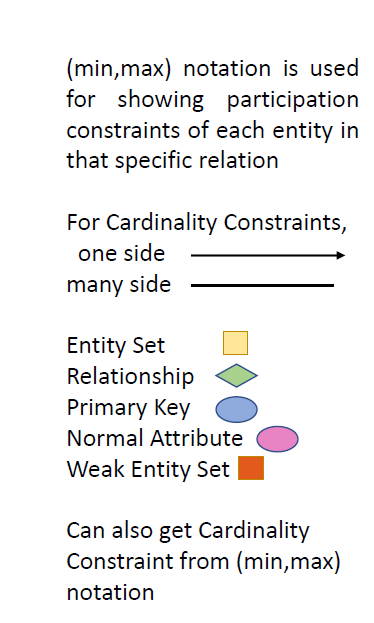 (min,max) notation is used
for showing participation
constraints of each entity in
that specific relation
For Cardinality Constraints,
one side
many side
Entity Set
Relationship
Primary Key
Normal Attribute
Weak Entity Set
Can also get Cardinality
Constraint from (min,max)
notation